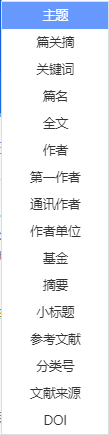 主题
篇关摘
关键词
篇名
全文
作者
第一作者
通讯作者
作者单位
基金
摘要
小标题
参考文献
分类号
文献来源
DOI